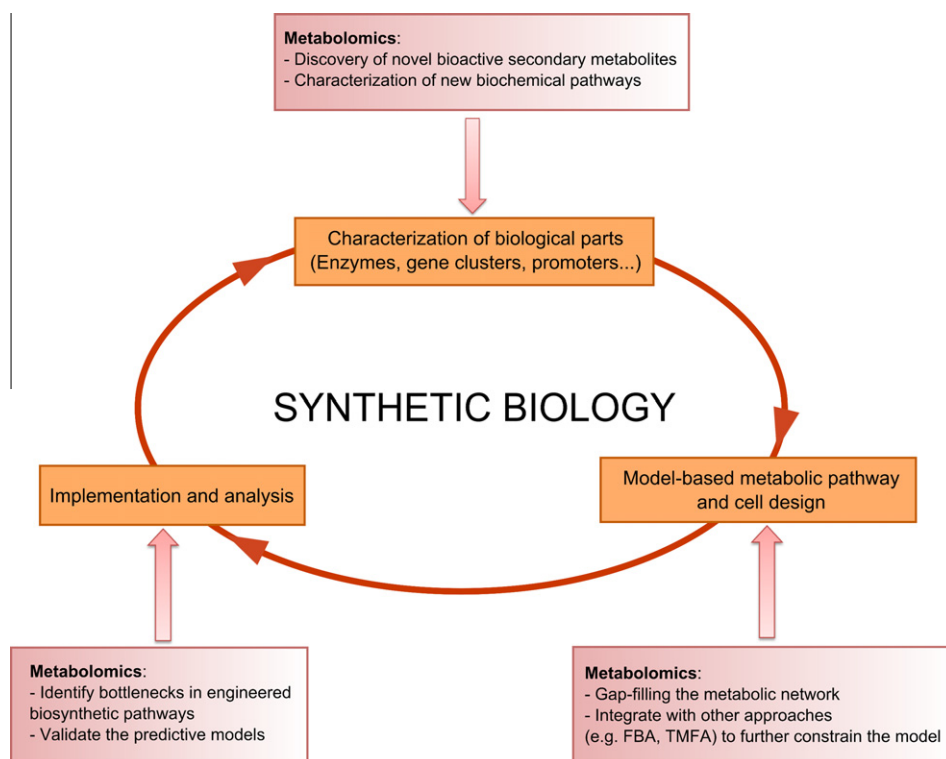 Metabolomics:
- Discovery of novel bioactive secondary metabolites
- Characterization of new biochemical pathways
Characterization of biological parts
(Enzymes, gene clusters, promoters...)
SYNTHETIC BIOLOGY
Implementation and analysis
Model-based metabolic pathway
and cell design
Metabolomics:
- Identify bottlenecks in engineered
biosynthetic pathways
- Validate the predictive models
Metabolomics:
- Gap-filling the metabolic network
- Integrate with other approaches
(e.g. FBA, TMFA) to further constrain the model